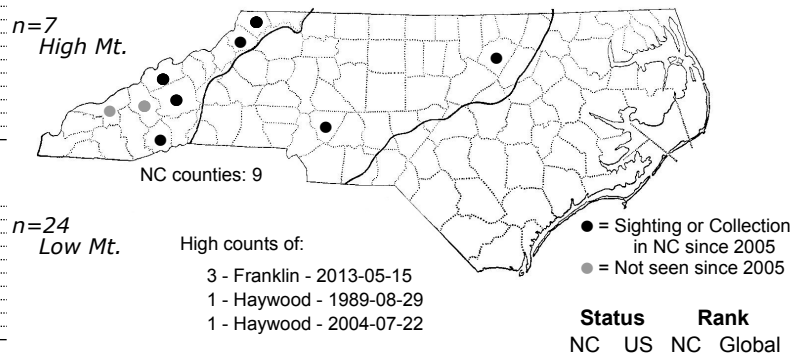 n=7
High Mt.
NC counties: 9
n=24
Low Mt.
High counts of:
3 - Franklin - 2013-05-15
1 - Haywood - 1989-08-29
1 - Haywood - 2004-07-22
● = Sighting or Collection
in NC since 2005
● = Not seen since 2005
Status Rank
NC US NC Global